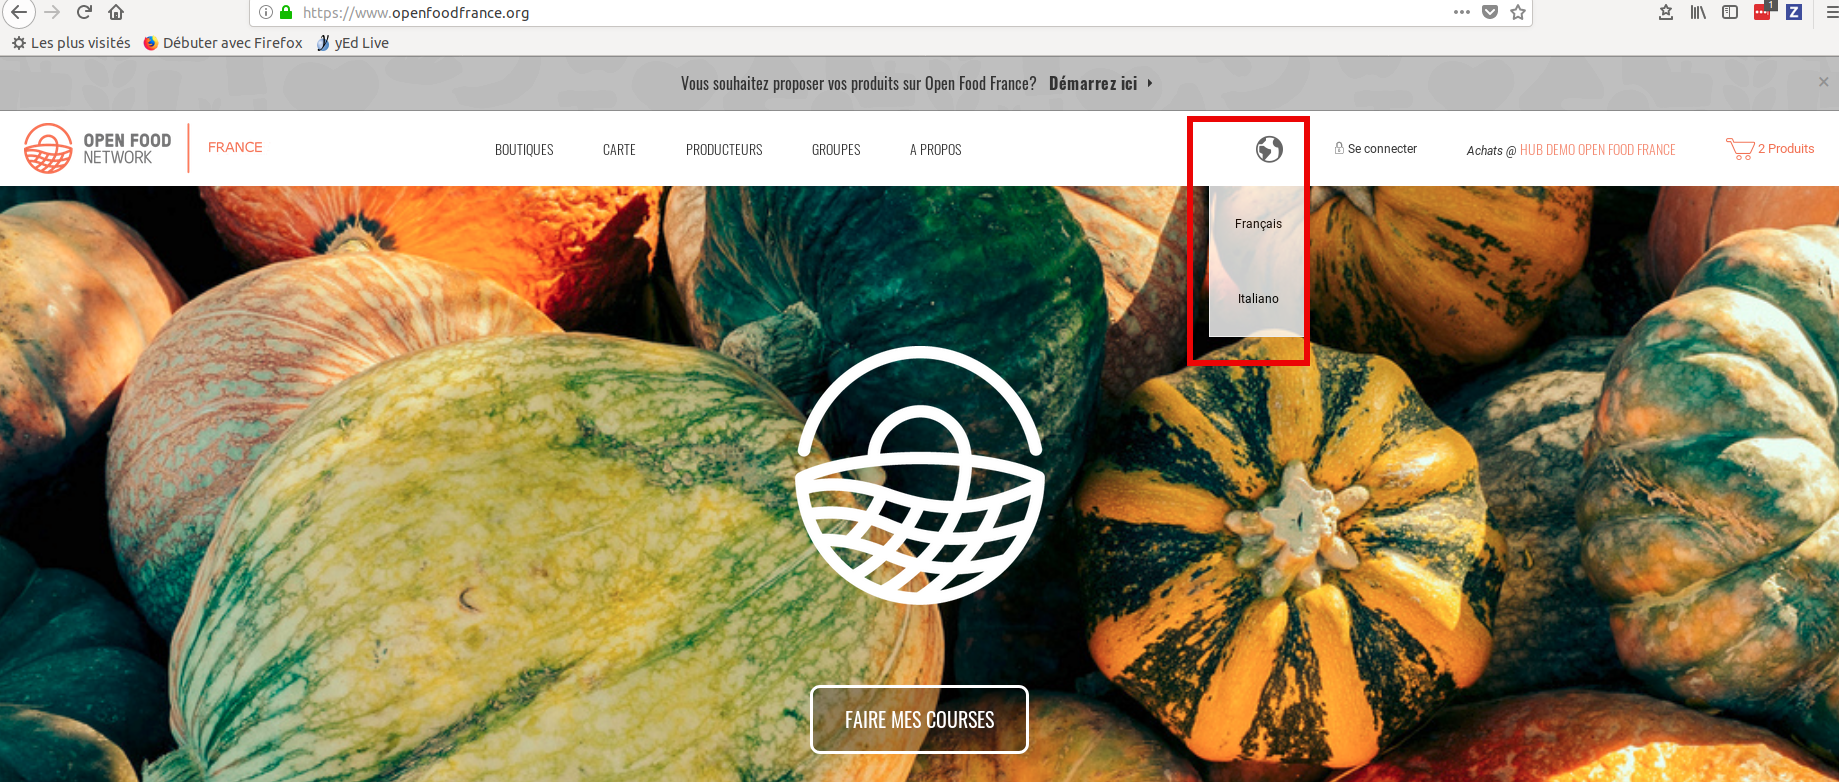 https://www.openfoodfrance.org
1
Z
Les plus visités
Débuter avec Firefox
yEd Live
Vous souhaitez proposer vos produits sur Open Food France? Démarrez ici
×
OPEN FOOD
NETWORK
FRANCE
BOUTIQUES
CARTE
PRODUCTEURS
GROUPES
A PROPOS
Se connecter
Achats @ HUB DEMO OPEN FOOD FRANCE
2 Produits
Français
Italiano
FAIRE MES COURSES